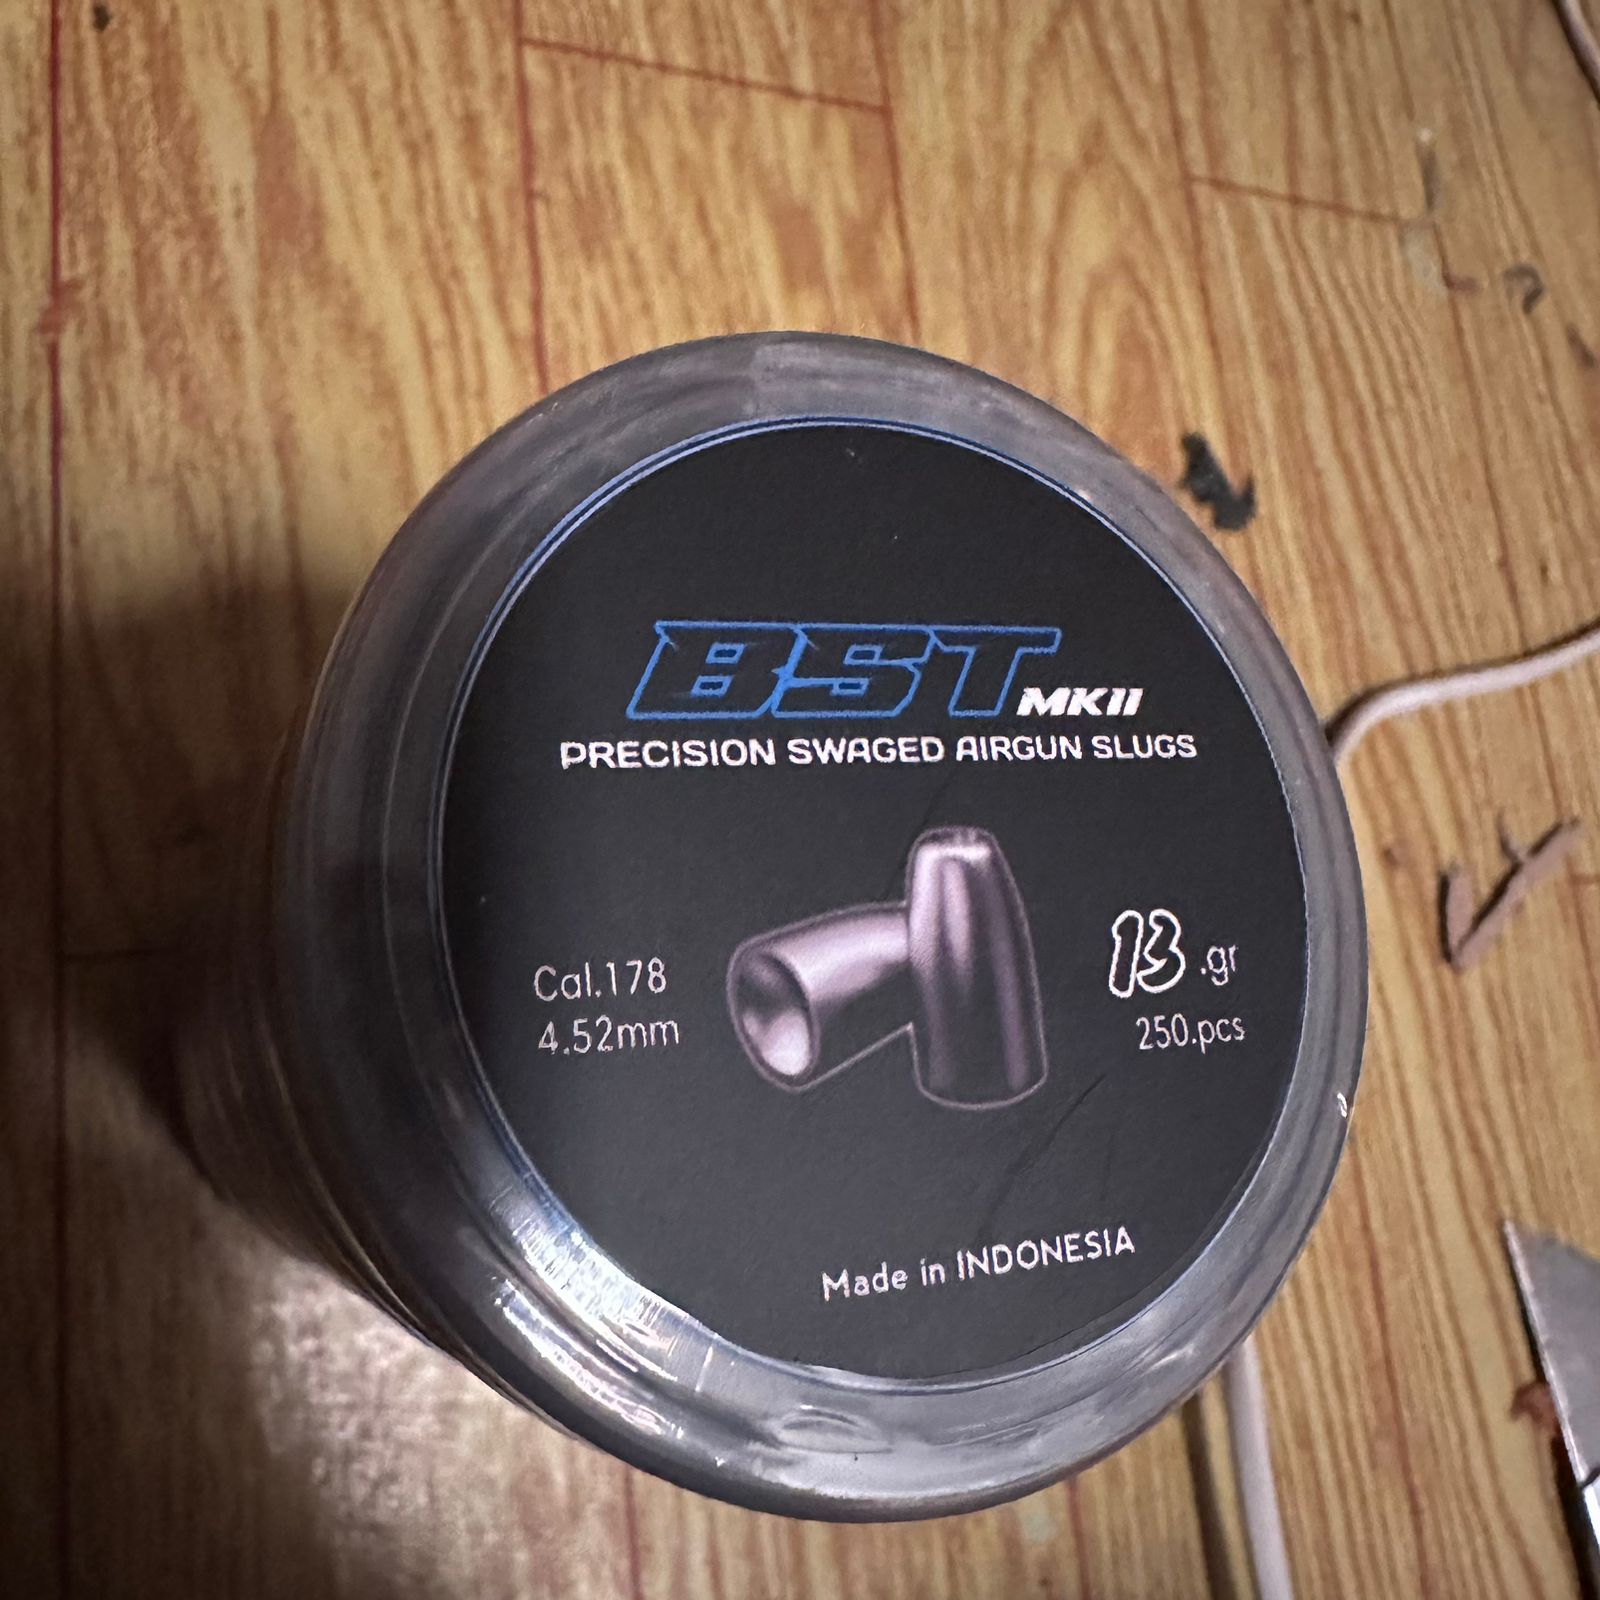 BST MKII
PRECISION SWAGED AIRGUN SLUGS
Cal.178
4.52mm
13.gr
250.pcs
Made in INDONESIA